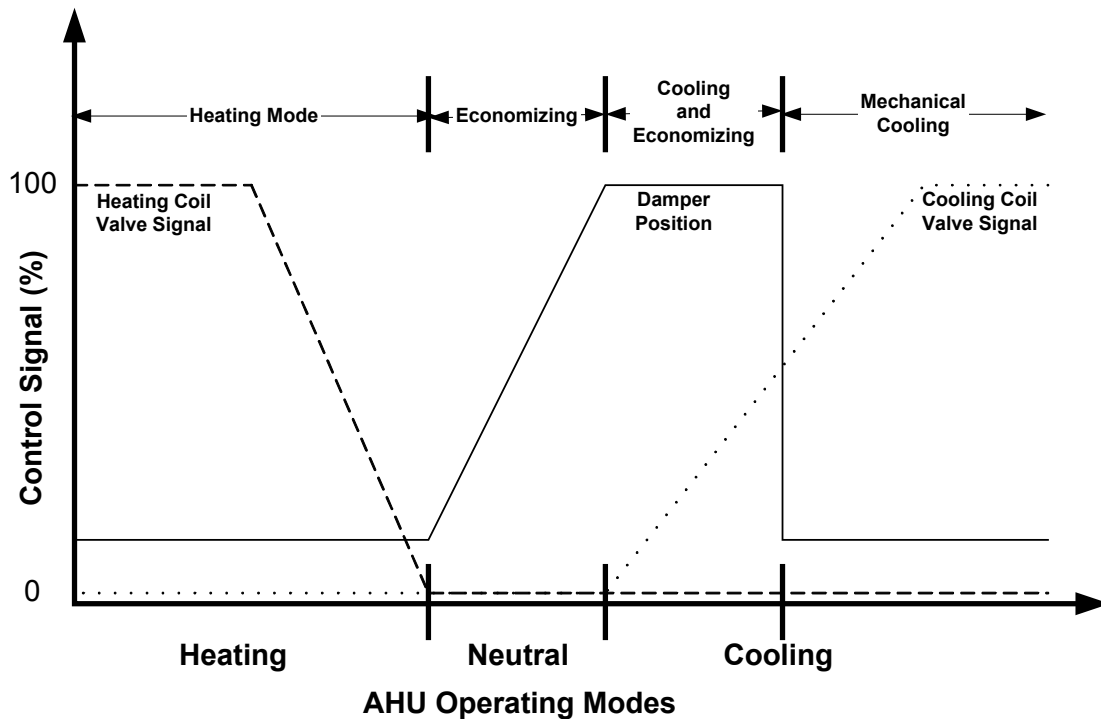 Heating Mode
Economizing
Cooling
and
Economizing
Mechanical
Cooling
100
Heating Coil
Valve Signal
Damper
Position
Cooling Coil
Valve Signal
Control Signal (%)
0
Heating
Neutral
Cooling
AHU Operating Modes